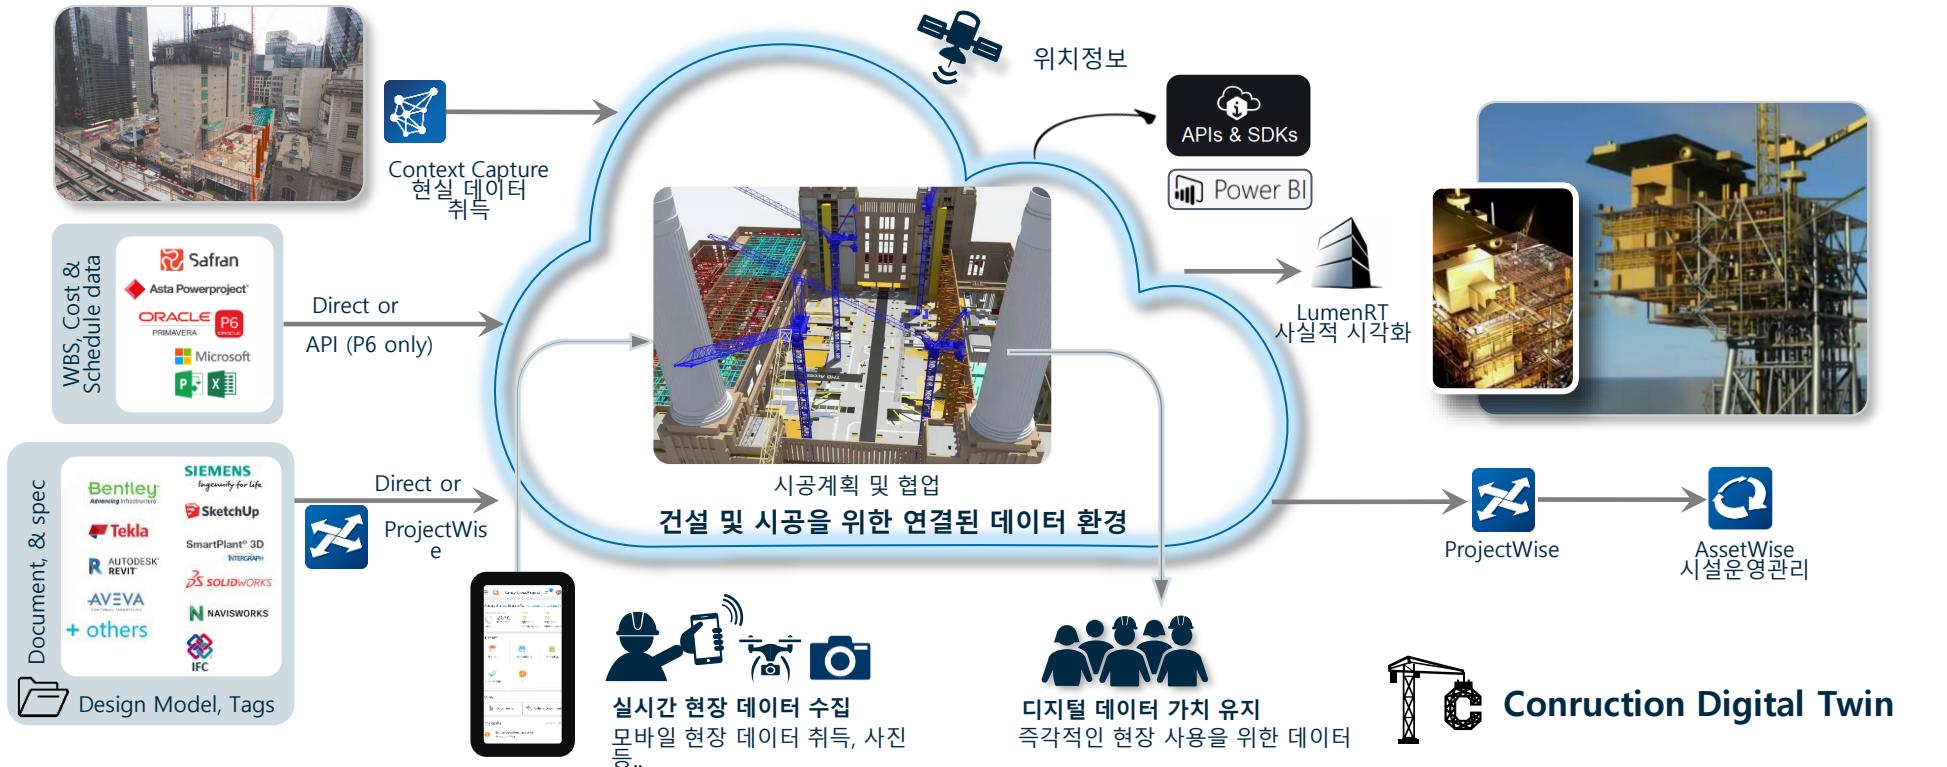 위치정보
APIs & SDKs
Power BI
Context Capture
현실 데이터
취득
WBS, Cost &
Schedule data
Safran
Asta Powerproject
ORACLE
PRIMAVERA
P6
ORACLE
Microsoft
Direct or
API (P6 only)
LumenRT
사실적 시각화
시공계획 및 협업
건설 및 시공을 위한 연결된 데이터 환경
Document, & spec
Bentley
Advancing Infrastructure
SIEMENS
Ingenuity for life
Tekla
SketchUp
AUTODESK
REVIT
SmartPlant® 3D
INTERGRAPH
AVEVA
SOLIDWORKS
+ others
NAVISWORKS
IFC
Design Model, Tags
Direct or
ProjectWis
e
ProjectWise
AssetWise
시설운영관리
실시간 현장 데이터 수집
모바일 현장 데이터 취득, 사진
등..
디지털 데이터 가치 유지
즉각적인 현장 사용을 위한 데이터
Conruction Digital Twin